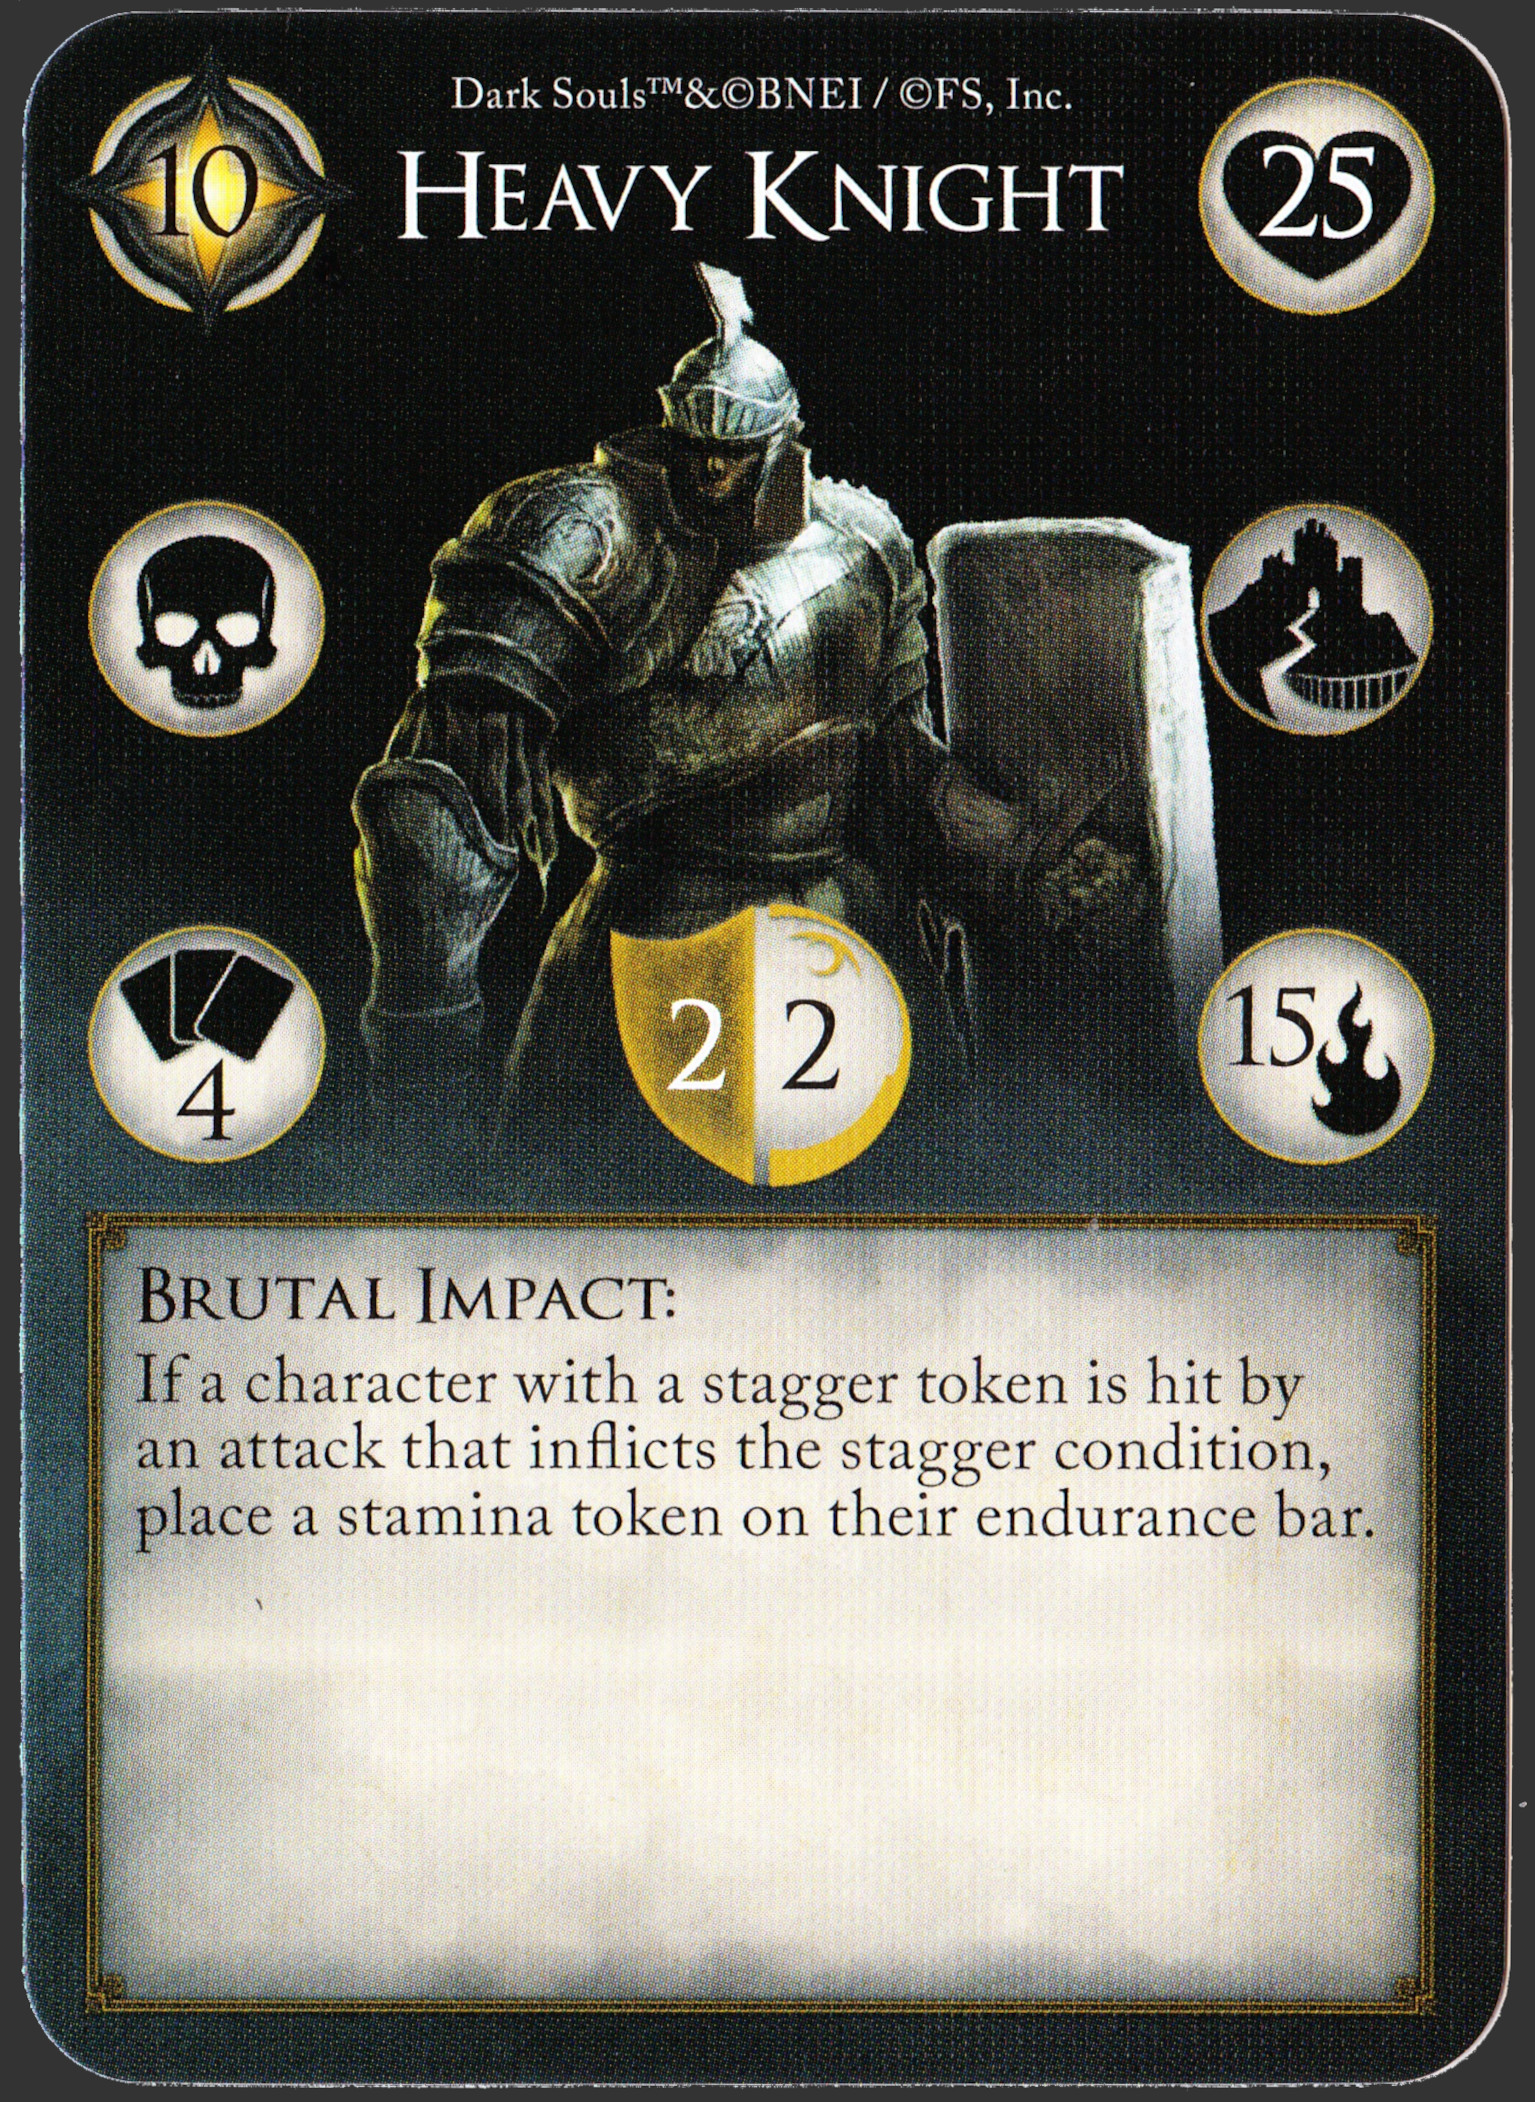 Dark Souls™&©BNEI / ©FS, Inc.
10
HEAVY KNIGHT
25
4
2 2
15
BRUTAL IMPACT:
If a character with a stagger token is hit by
an attack that inflicts the stagger condition,
place a stamina token on their endurance bar.